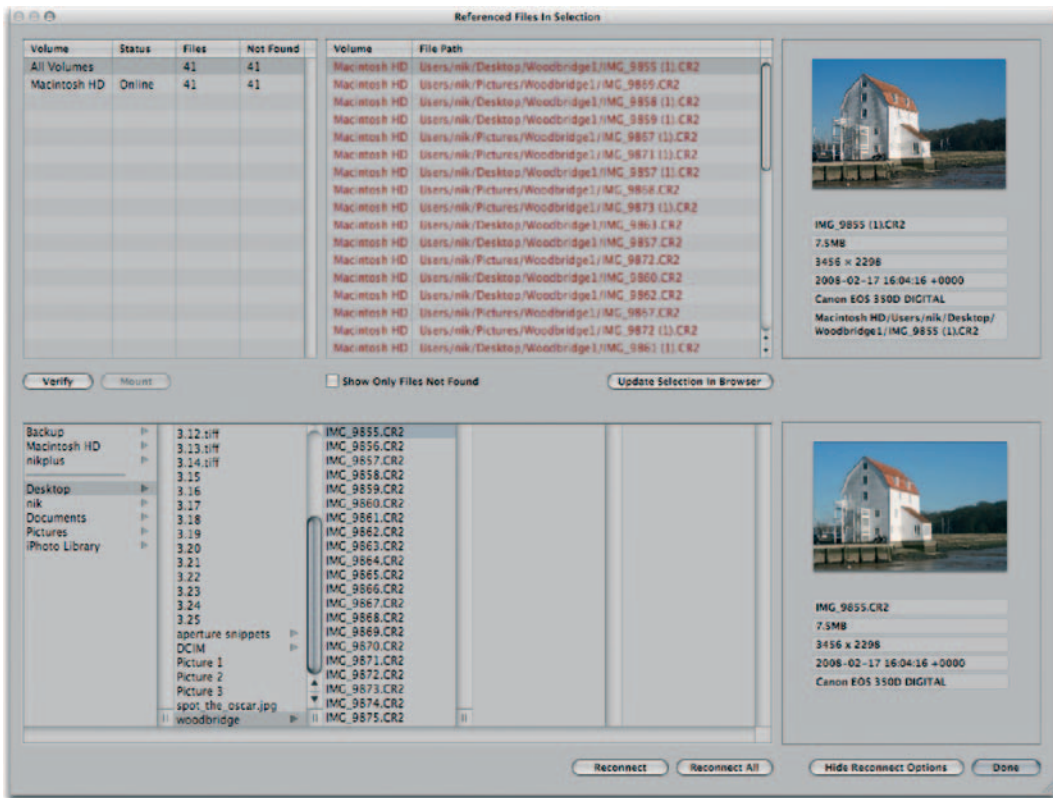 Referenced Files In Selection
Volume Status Files Not Found
All Volumes 41 41
Macintosh HD Online 41 41
Volume File Path
Macintosh HD Users/nik/Desktop/Woodbridge1/IMG_9855 (1).CR2
Macintosh HD Users/nik/Pictures/Woodbridge1/IMG_9869.CR2
Macintosh HD Users/nik/Desktop/Woodbridge1/IMG_9858 (1).CR2
Macintosh HD Users/nik/Desktop/Woodbridge1/IMG_9859 (1).CR2
Macintosh HD Users/nik/Pictures/Woodbridge1/IMG_9867 (1).CR2
Macintosh HD Users/nik/Pictures/Woodbridge1/IMG_9871 (1).CR2
Macintosh HD Users/nik/Desktop/Woodbridge1/IMG_9857 (1).CR2
Macintosh HD Users/nik/Pictures/Woodbridge1/IMG_9868.CR2
Macintosh HD Users/nik/Pictures/Woodbridge1/IMG_9873 (1).CR2
Macintosh HD Users/nik/Desktop/Woodbridge1/IMG_9863.CR2
Macintosh HD Users/nik/Desktop/Woodbridge1/IMG_9857.CR2
Macintosh HD Users/nik/Pictures/Woodbridge1/IMG_9872.CR2
Macintosh HD Users/nik/Desktop/Woodbridge1/IMG_9860.CR2
Macintosh HD Users/nik/Desktop/Woodbridge1/IMG_9862.CR2
Macintosh HD Users/nik/Pictures/Woodbridge1/IMG_9867.CR2
Macintosh HD Users/nik/Pictures/Woodbridge1/IMG_9872 (1).CR2
Macintosh HD Users/nik/Desktop/Woodbridge1/IMG_9861 (1).CR2
IMG_9855 (1).CR2
7.5MB
3456 × 2298
2008-02-17 16:04:16 +0000
Canon EOS 350D DIGITAL
Macintosh HD/Users/nik/Desktop/
Woodbridge1/IMG_9855 (1).CR2
Verify Mount
Show Only Files Not Found
Update Selection In Browser
Backup
Macintosh HD
nikplus
Desktop
nik
Documents
Pictures
iPhoto Library
3.12.tiff
3.13.tiff
3.14.tiff
3.15
3.16
3.17
3.18
3.19
3.20
3.21
3.22
3.23
3.24
3.25
aperture snippets
DCIM
Picture 1
Picture 2
Picture 3
spot_the_oscar.jpg
woodbridge
IMG_9855.CR2
IMG_9856.CR2
IMG_9857.CR2
IMG_9858.CR2
IMG_9859.CR2
IMG_9860.CR2
IMG_9861.CR2
IMG_9862.CR2
IMG_9863.CR2
IMG_9864.CR2
IMG_9865.CR2
IMG_9866.CR2
IMG_9867.CR2
IMG_9868.CR2
IMG_9869.CR2
IMG_9870.CR2
IMG_9871.CR2
IMG_9872.CR2
IMG_9873.CR2
IMG_9874.CR2
IMG_9875.CR2
IMG_9855.CR2
7.5MB
3456 x 2298
2008-02-17 16:04:16 +0000
Canon EOS 350D DIGITAL
Reconnect Reconnect All Hide Reconnect Options Done